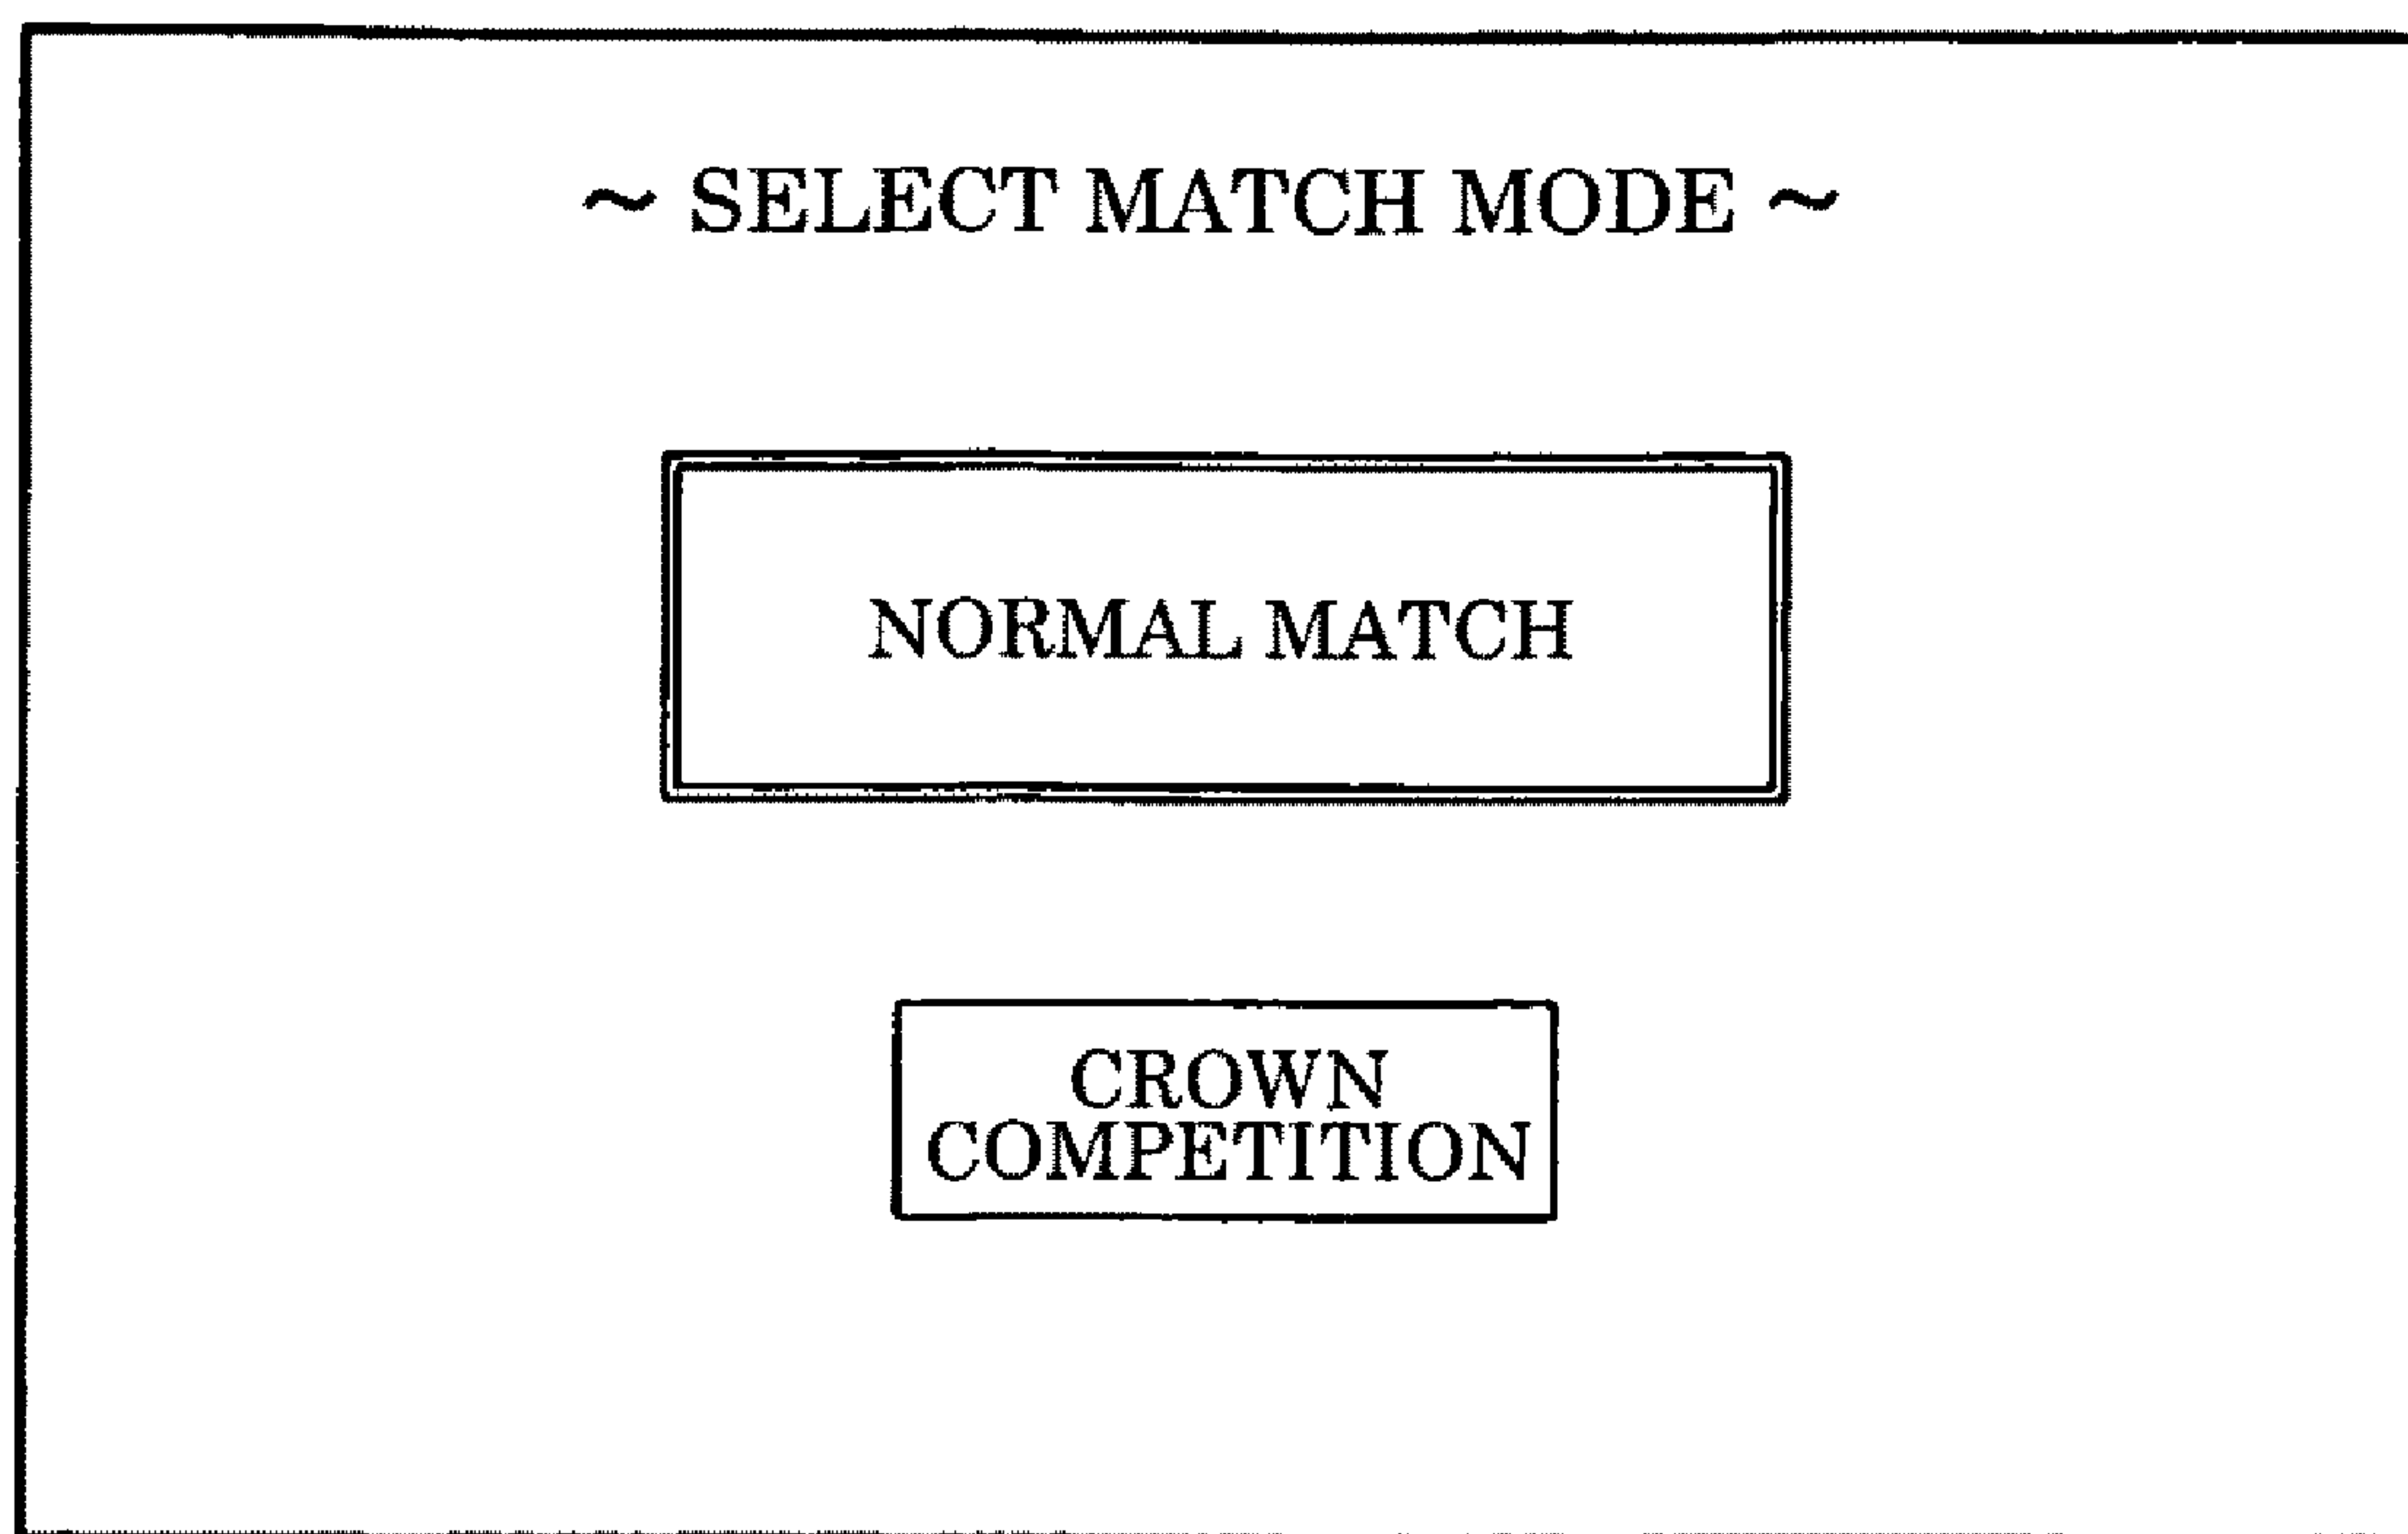 ~ SELECT MATCH MODE ~
NORMAL MATCH
CROWN
COMPETITION